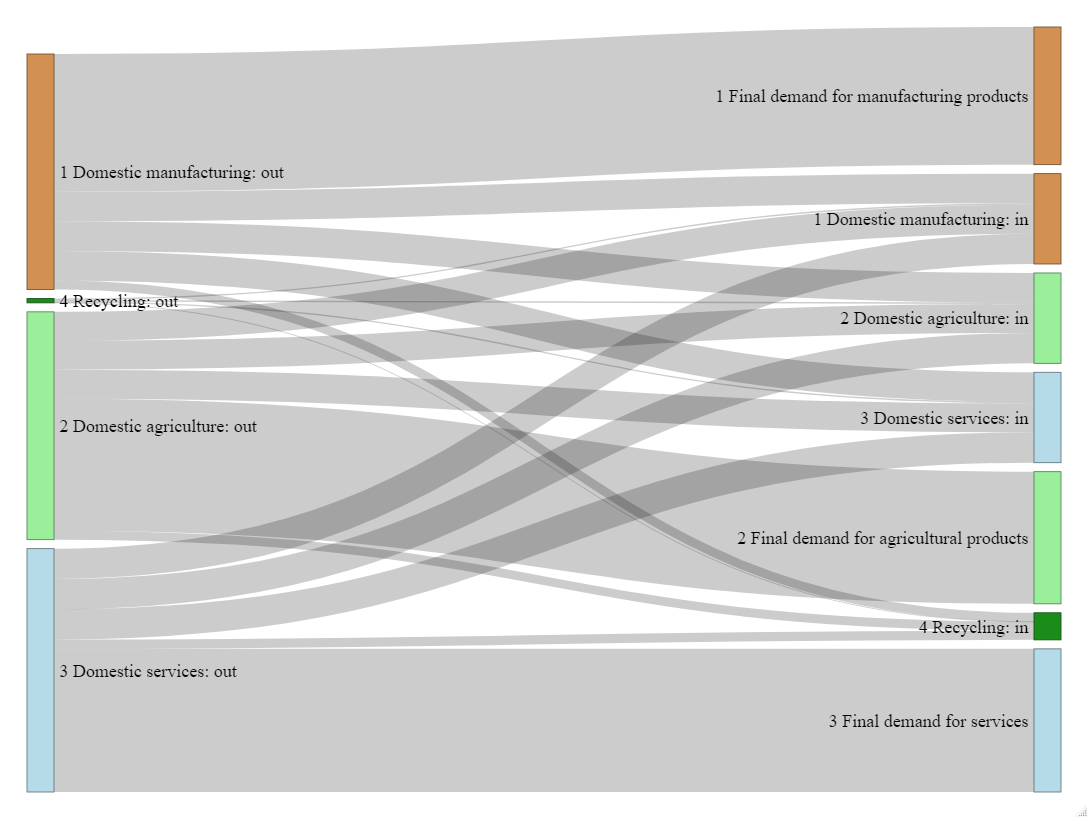 1 Final demand for manufacturing products
1 Domestic manufacturing: out
1 Domestic manufacturing: in
4 Recycling: out
2 Domestic agriculture: in
3 Domestic services: in
2 Domestic agriculture: out
2 Final demand for agricultural products
4 Recycling: in
3 Domestic services: out
3 Final demand for services